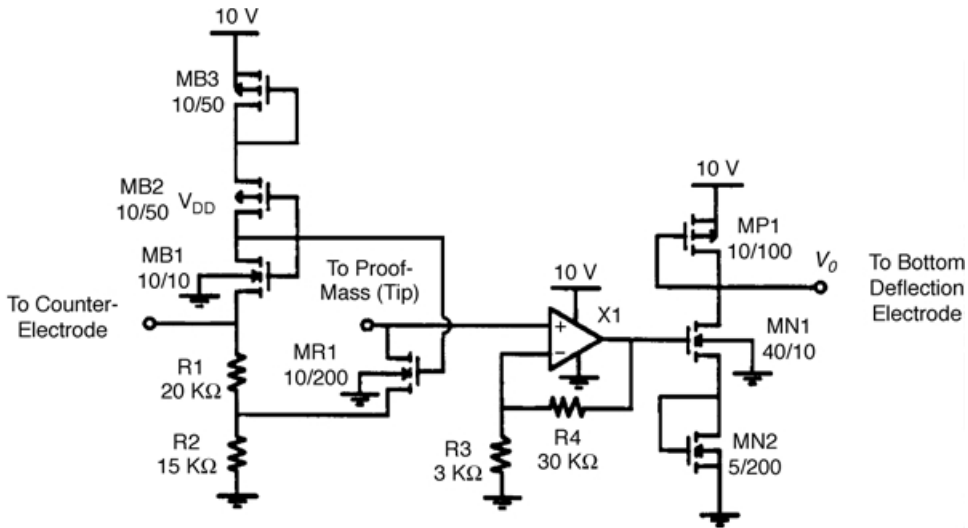 10 V
MB3
10/50
MB2
10/50
V_DD
MB1
10/10
To Counter-
Electrode
R1
20 KΩ
R2
15 KΩ
To Proof-
Mass (Tip)
MR1
10/200
10 V
X1
+
−
R3
3 KΩ
R4
30 KΩ
10 V
MP1
10/100
V_0
To Bottom
Deflection
Electrode
MN1
40/10
MN2
5/200